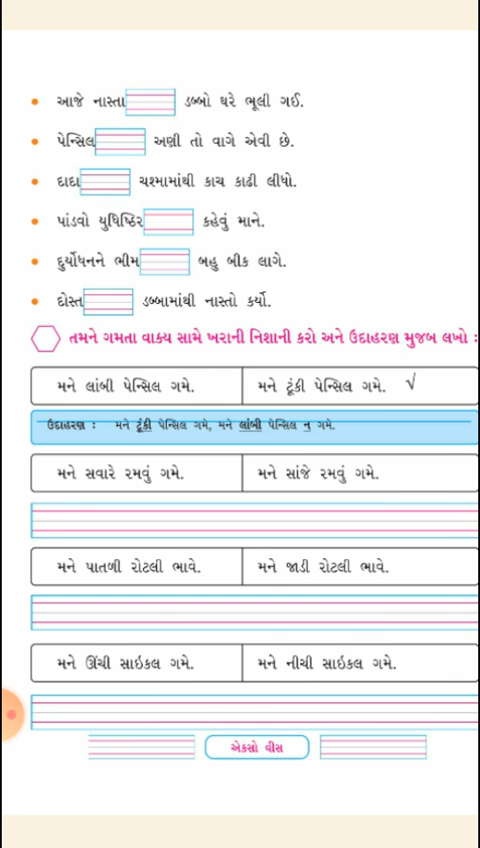 આજે નાસ્તા ડબ્બો ઘરે ભૂલી ગઈ.
પેન્સિલ અણી તો વાગે એવી છે.
દાદા ચશ્મામાંથી કાચ કાઢી લીધો.
પાંડવો યુધિષ્ઠિર કહેવું માને.
દુર્યોધનને ભીમ બહુ બીક લાગે.
દોસ્ત ડબ્બામાંથી નાસ્તો કર્યો.
તમને ગમતા વાક્ય સામે ખરાની નિશાની કરો અને ઉદાહરણ મુજબ લખો :
મને લાંબી પેન્સિલ ગમે. મને ટૂંકી પેન્સિલ ગમે. √
ઉદાહરણ : મને ટૂંકી પેન્સિલ ગમે, મને લાંબી પેન્સિલ ન ગમે.
મને સવારે રમવું ગમે. મને સાંજે રમવું ગમે.
મને પાતળી રોટલી ભાવે. મને જાડી રોટલી ભાવે.
મને ઊંચી સાઇકલ ગમે. મને નીચી સાઇકલ ગમે.
એકસો વીસ